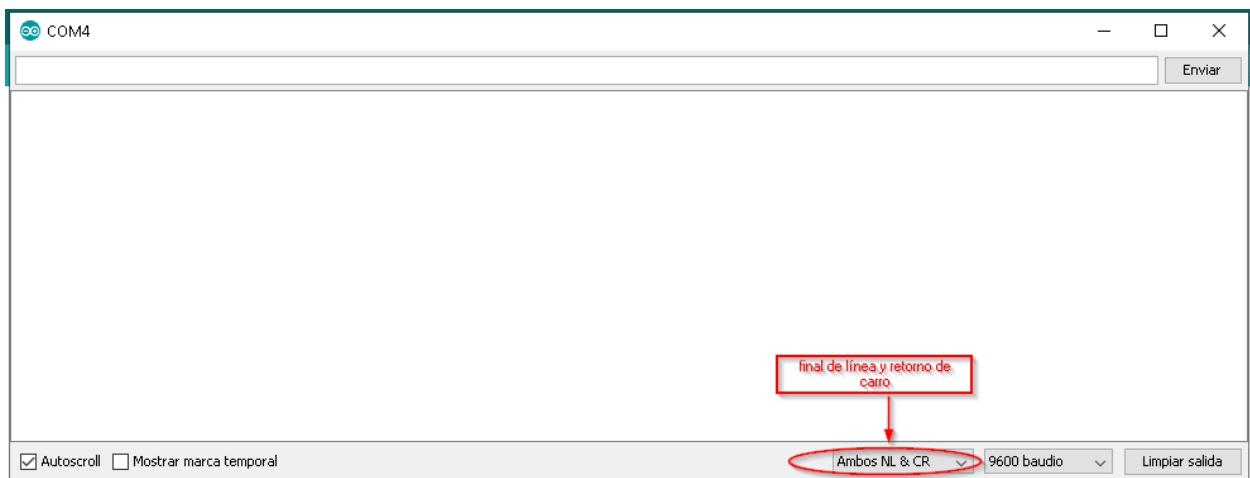 COM4
Enviar
final de línea y retorno de
carro
Autoscroll Mostrar marca temporal Ambos NL & CR 9600 baudio Limpiar salida